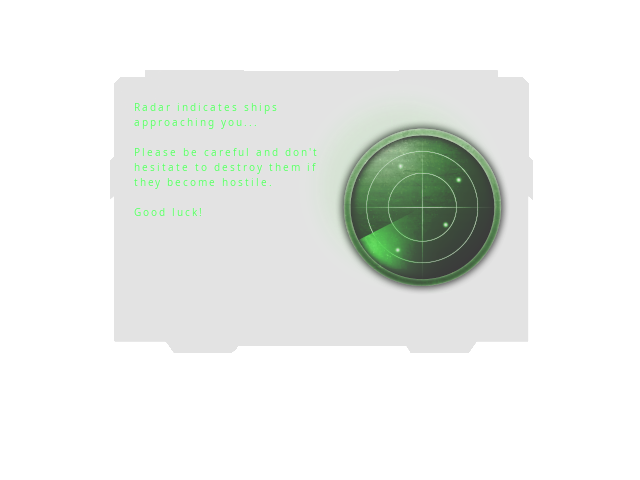 Radar indicates ships
approaching you...
Please be careful and don't
hesitate to destroy them if
they become hostile.
Good luck!